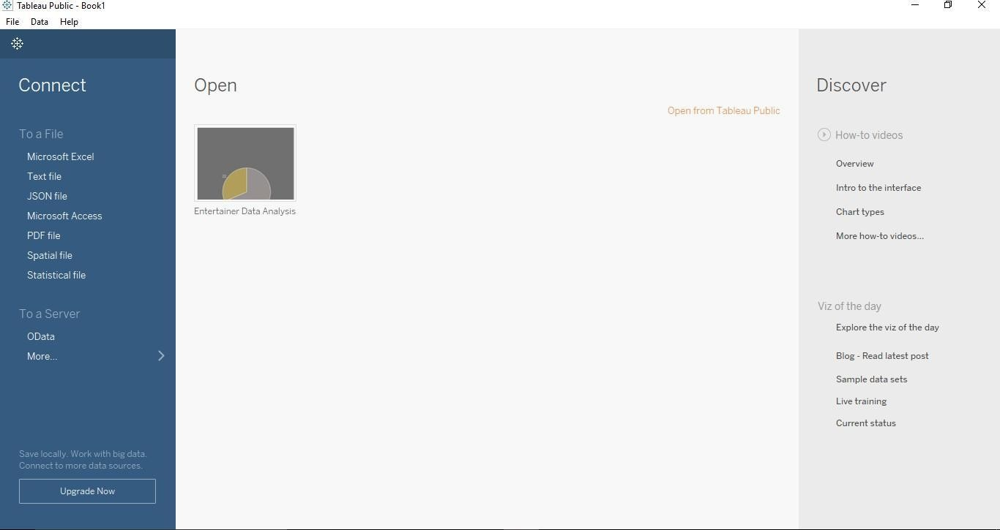 Tableau Public - Book1
File Data Help
Connect
To a File
Microsoft Excel
Text file
JSON file
Microsoft Access
PDF file
Spatial file
Statistical file
To a Server
OData
More...
Save locally. Work with big data.
Connect to more data sources.
Upgrade Now
Open
Open from Tableau Public
Entertainer Data Analysis
Discover
How-to videos
Overview
Intro to the interface
Chart types
More how-to videos...
Viz of the day
Explore the viz of the day
Blog - Read latest post
Sample data sets
Live training
Current status